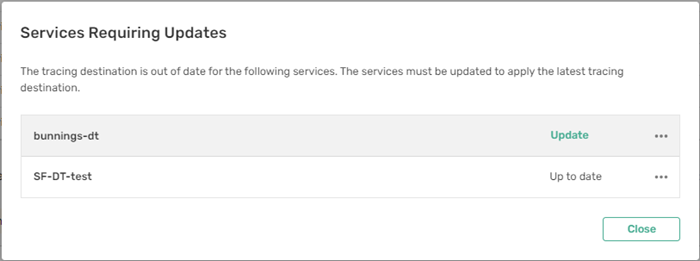 Services Requiring Updates
The tracing destination is out of date for the following services. The services must be updated to apply the latest tracing
destination.
bunnings-dt Update
SF-DT-test Up to date
Close